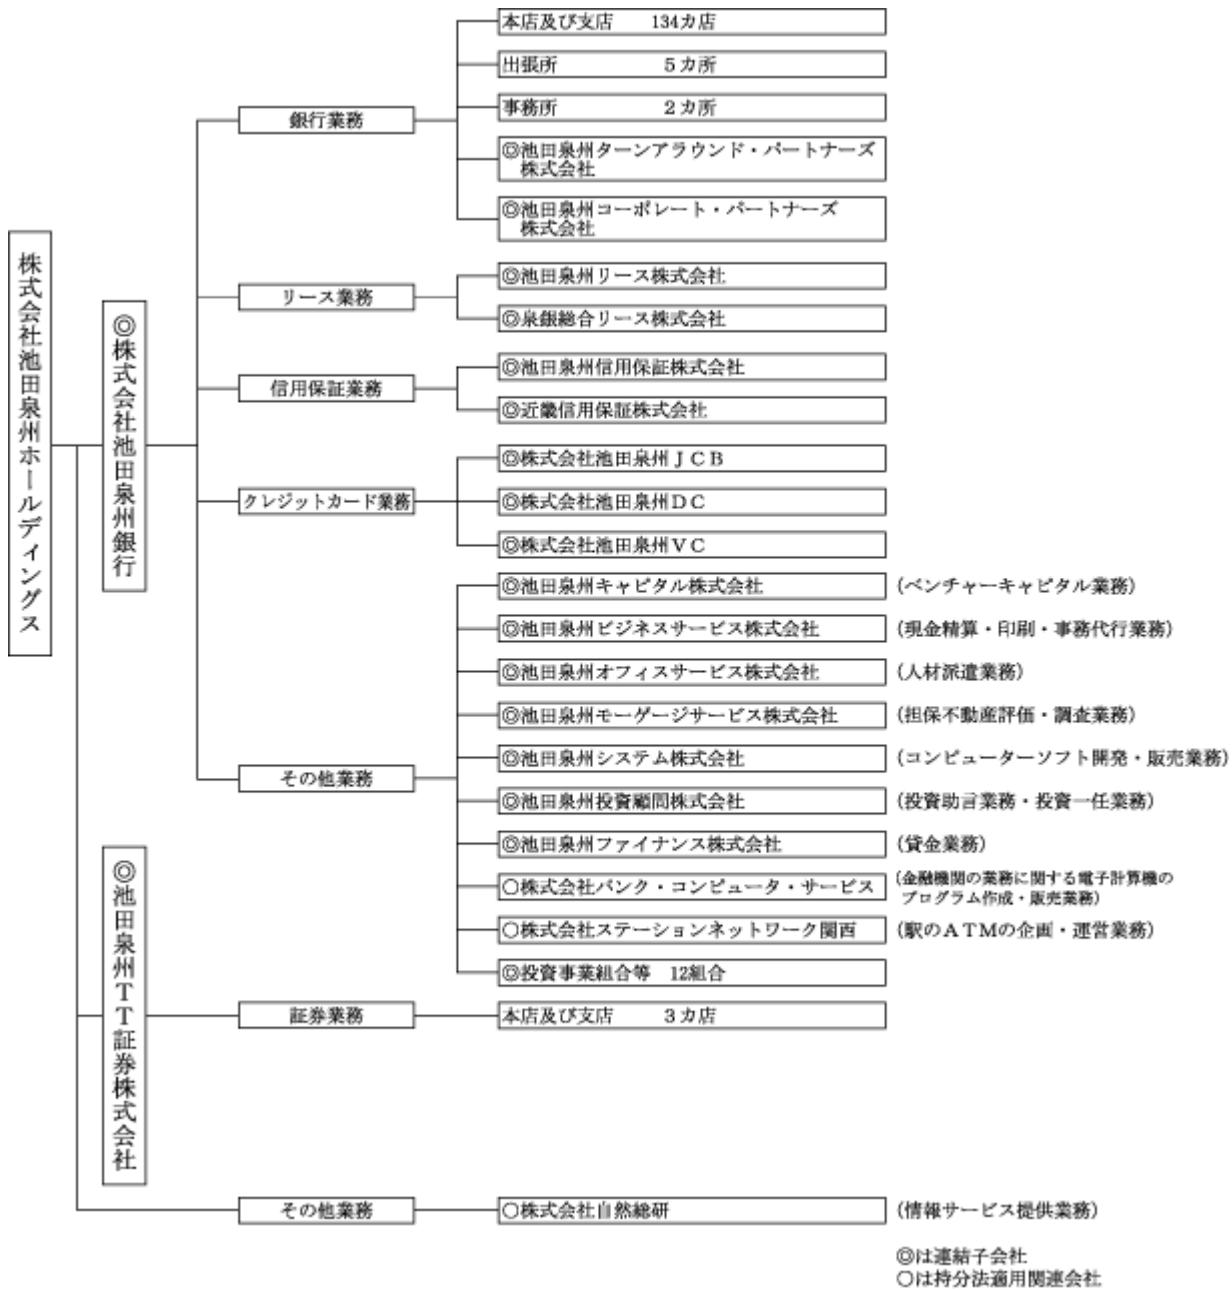 株式会社池田泉州ホールディングス
◎株式会社池田泉州銀行
銀行業務
本店及び支店　134カ店
出張所　5カ所
事務所　2カ所
◎池田泉州ターンアラウンド・パートナーズ
株式会社
◎池田泉州コーポレート・パートナーズ
株式会社
リース業務
◎池田泉州リース株式会社
◎泉銀総合リース株式会社
信用保証業務
◎池田泉州信用保証株式会社
◎近畿信用保証株式会社
クレジットカード業務
◎株式会社池田泉州ＪＣＢ
◎株式会社池田泉州ＤＣ
◎株式会社池田泉州ＶＣ
その他業務
◎池田泉州キャピタル株式会社　(ベンチャーキャピタル業務)
◎池田泉州ビジネスサービス株式会社　(現金精算・印刷・事務代行業務)
◎池田泉州オフィスサービス株式会社　(人材派遣業務)
◎池田泉州モーゲージサービス株式会社　(担保不動産評価・調査業務)
◎池田泉州システム株式会社　(コンピューターソフト開発・販売業務)
◎池田泉州投資顧問株式会社　(投資助言業務・投資一任業務)
◎池田泉州ファイナンス株式会社　(貸金業務)
○株式会社バンク・コンピュータ・サービス　(金融機関の業務に関する電子計算機の
プログラム作成・販売業務)
○株式会社ステーションネットワーク関西　(駅のＡＴＭの企画・運営業務)
◎投資事業組合等　12組合
◎池田泉州ＴＴ証券株式会社
証券業務
本店及び支店　3カ店
その他業務
○株式会社自然総研　(情報サービス提供業務)
◎は連結子会社
○は持分法適用関連会社